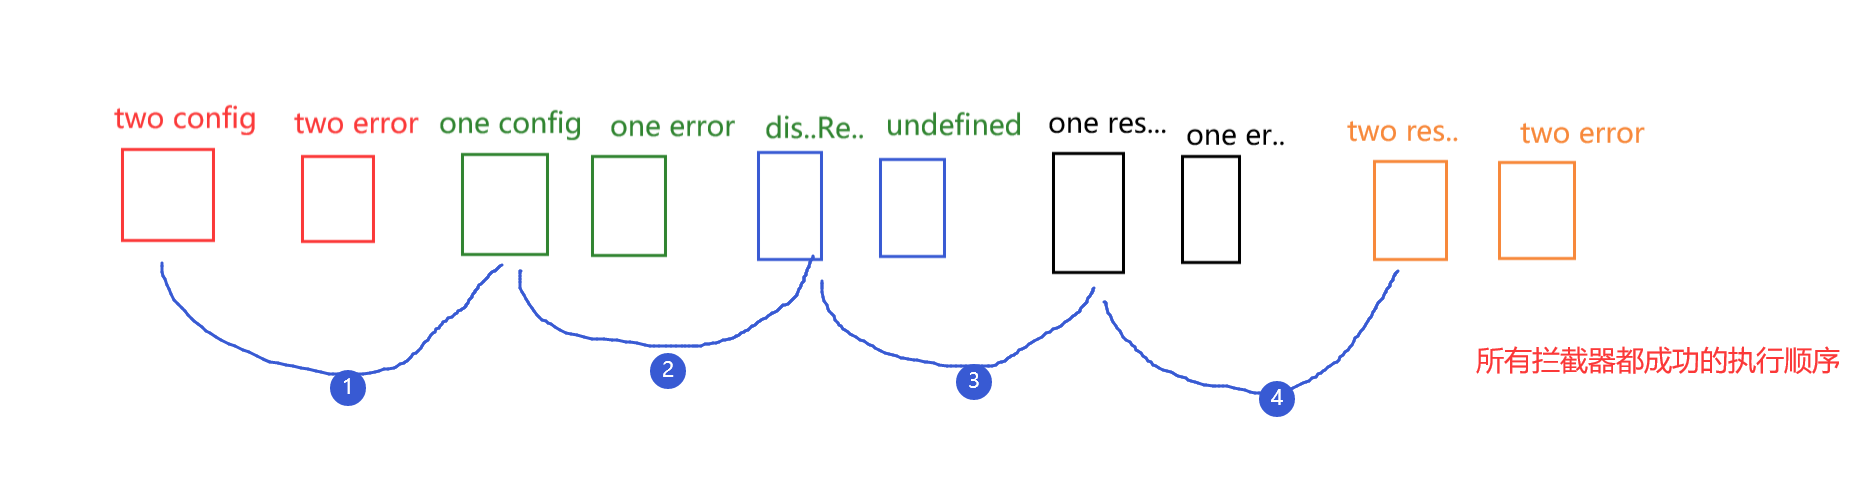 two config
two error
one config
one error
dis..Re..
undefined
one res...
one er..
two res..
two error
1
2
3
4
所有拦截器都成功的执行顺序